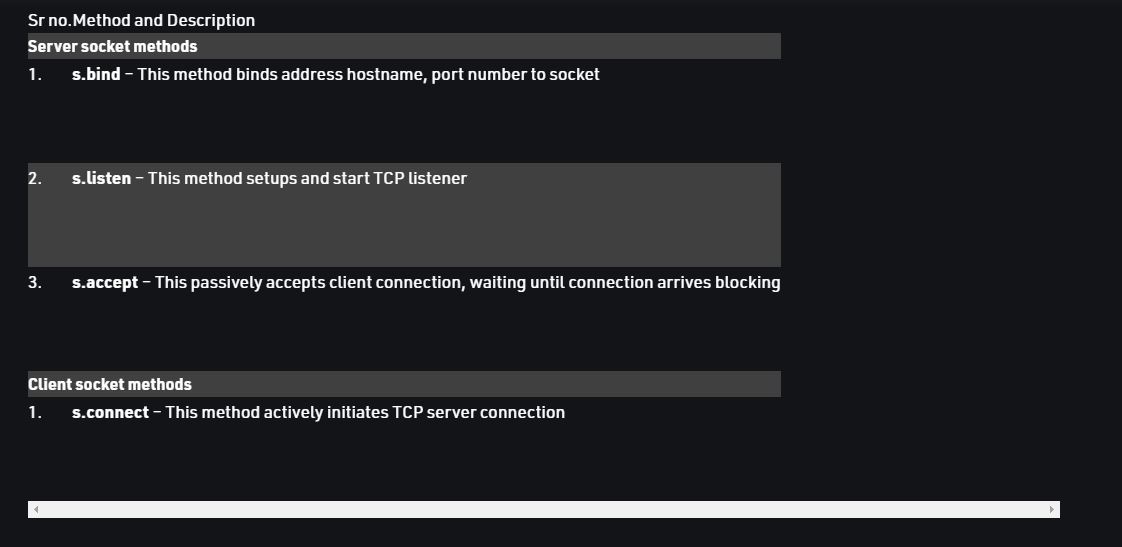 Sr no.Method and Description
Server socket methods
1. s.bind – This method binds address hostname, port number to socket
2. s.listen – This method setups and start TCP listener
3. s.accept – This passively accepts client connection, waiting until connection arrives blocking
Client socket methods
1. s.connect – This method actively initiates TCP server connection